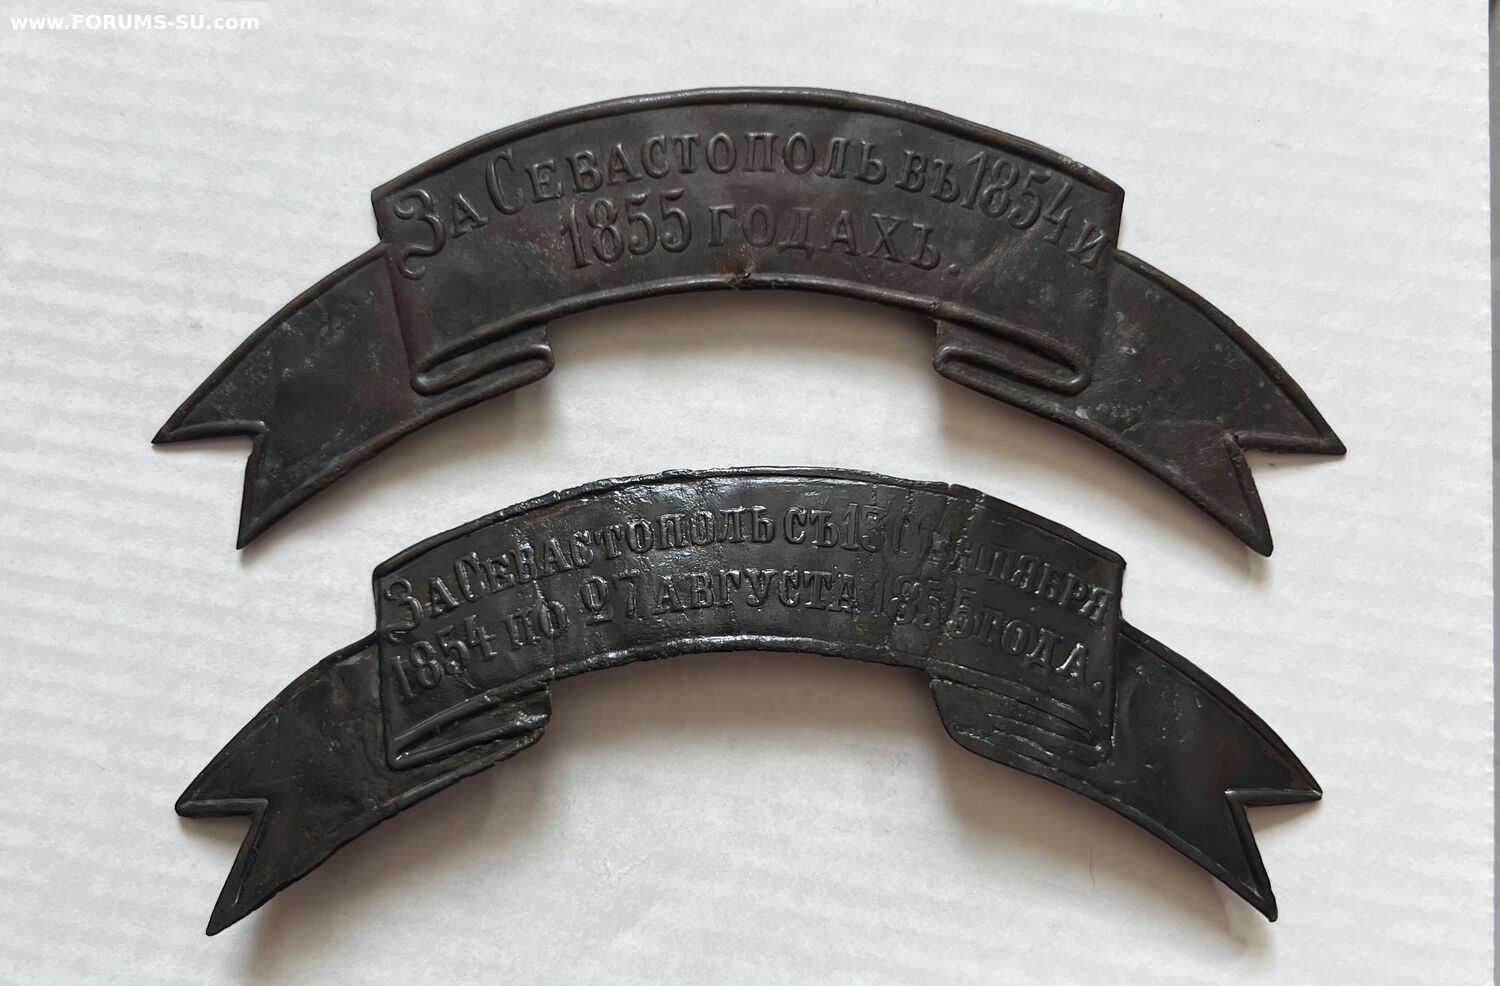 www.FORUMS-SU.com
За Севастополь въ 1854 и
1855 годахъ.
За Севастополь съ 13 Сентября
1854 по 27 августа 1855 года.